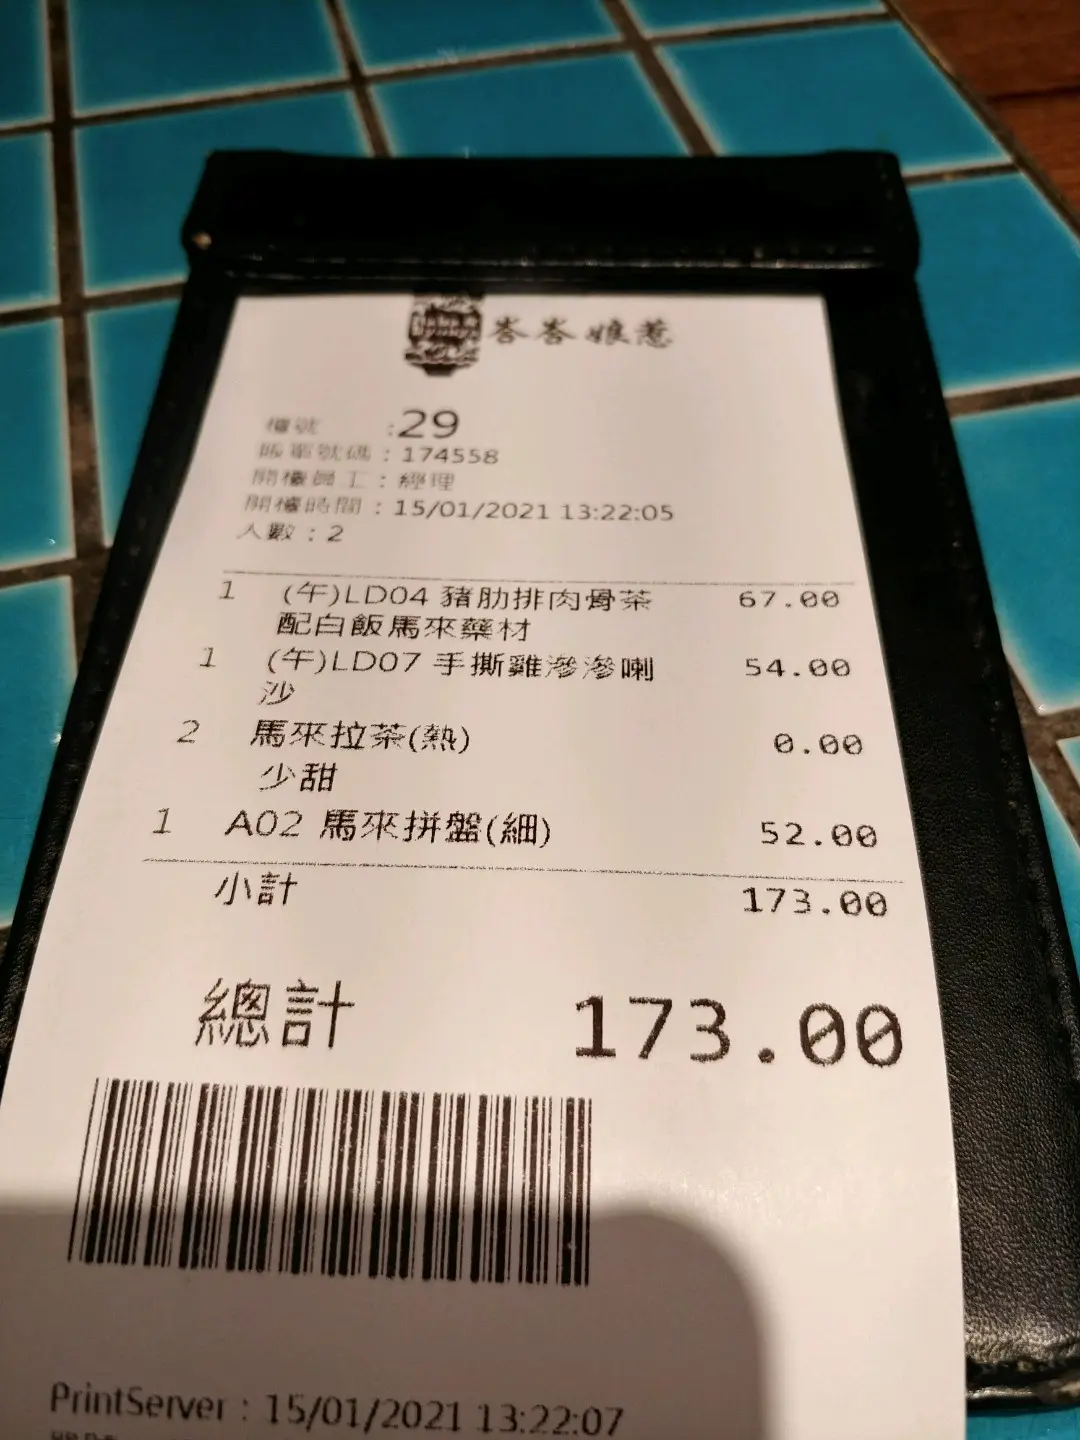 峇峇娘惹
檯號 :29
賬單號碼 : 174558
開檯員工 : 經理
開檯時間 : 15/01/2021 13:22:05
人數 : 2
1 (午)LD04 豬肋排肉骨茶 67.00
配白飯馬來藥材
1 (午)LD07 手撕雞滲滲喇 54.00
沙
2 馬來拉茶(熱) 0.00
少甜
1 A02 馬來拼盤(細) 52.00
小計 173.00
總計 173.00
PrintServer : 15/01/2021 13:22:07